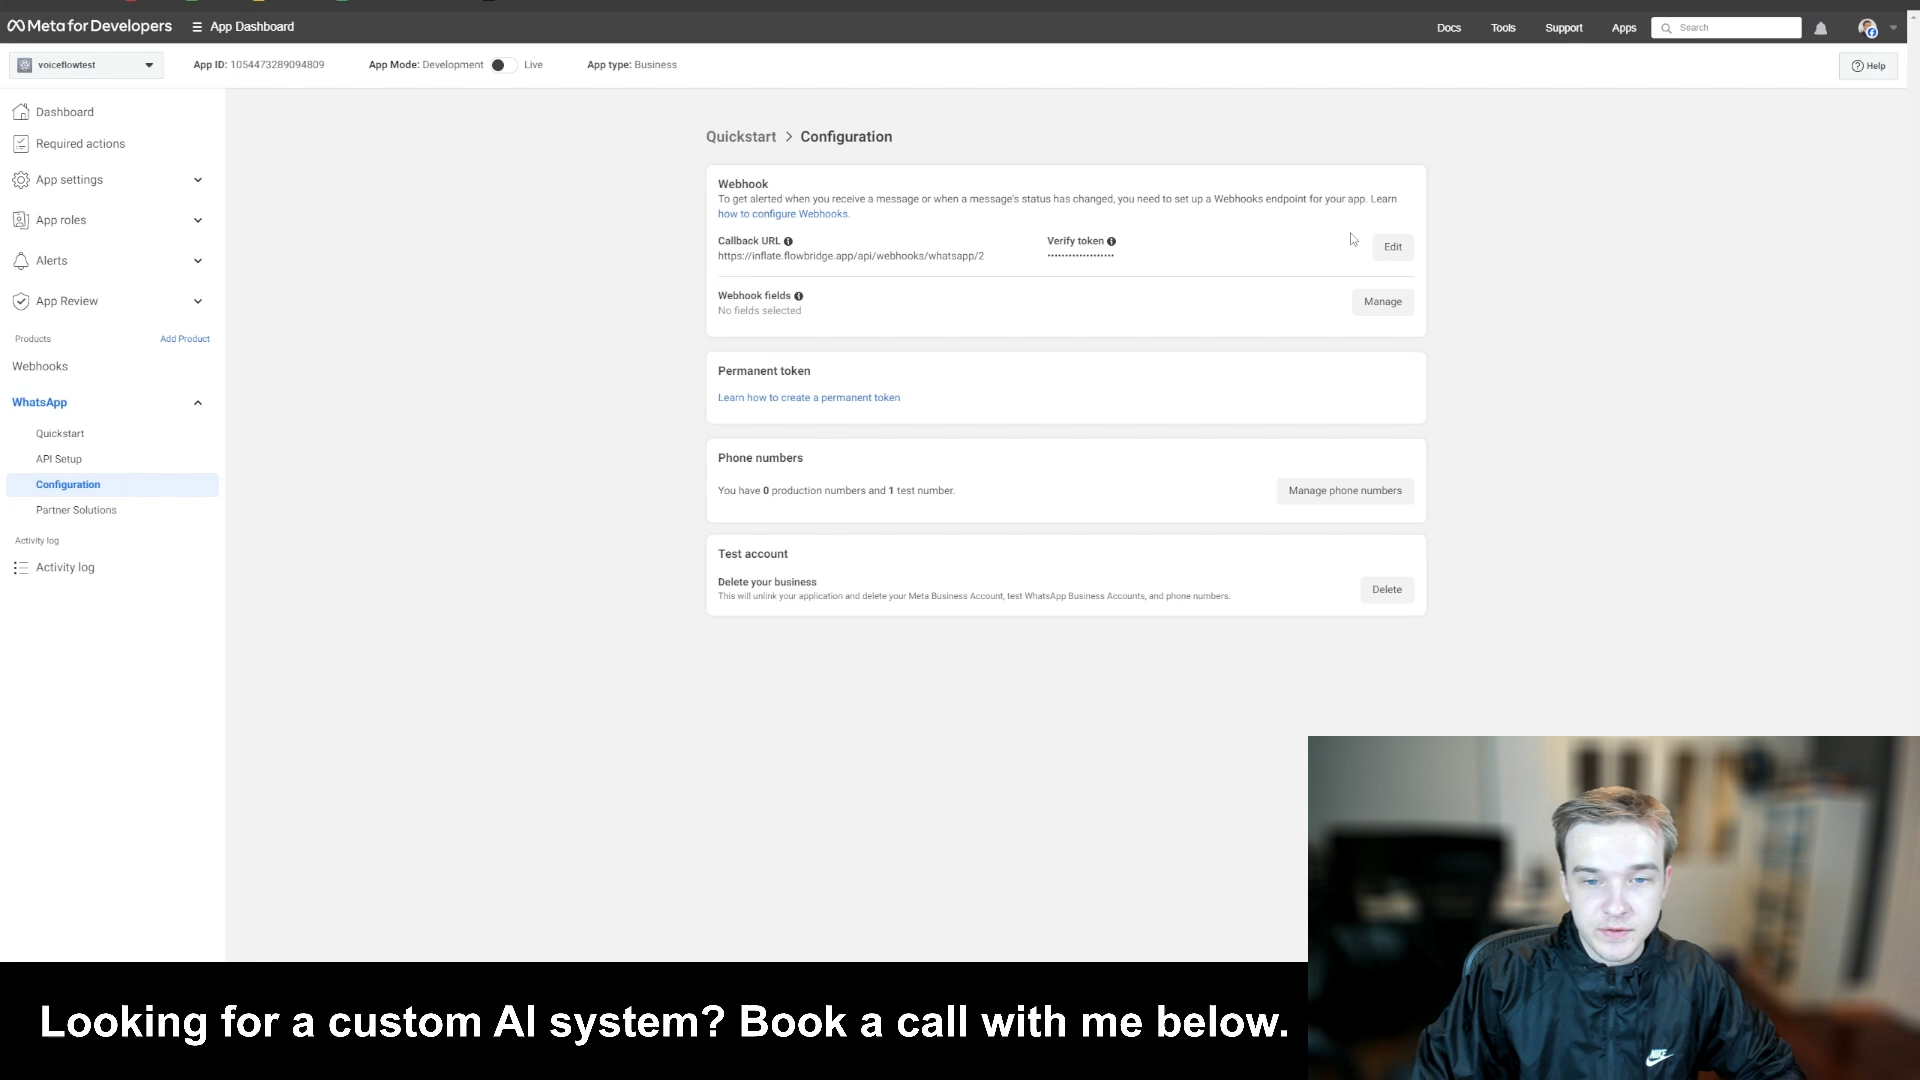 Meta for Developers
App Dashboard
Docs
Tools
Support
Apps
Search
voiceflowtest
App ID: 1054473289094809
App Mode: Development
Live
App type: Business
Help
Dashboard
Required actions
App settings
App roles
Alerts
App Review
Products
Add Product
Webhooks
WhatsApp
Quickstart
API Setup
Configuration
Partner Solutions
Activity log
Activity log
Quickstart > Configuration
Webhook
To get alerted when you receive a message or when a message's status has changed, you need to set up a Webhooks endpoint for your app. Learn
how to configure Webhooks.
Callback URL
https://inflate.flowbridge.app/api/webhooks/whatsapp/2
Verify token
•••••••••••••••••••
Edit
Webhook fields
No fields selected
Manage
Permanent token
Learn how to create a permanent token
Phone numbers
You have 0 production numbers and 1 test number.
Manage phone numbers
Test account
Delete your business
This will unlink your application and delete your Meta Business Account, test WhatsApp Business Accounts, and phone numbers.
Delete
Looking for a custom AI system? Book a call with me below.
NIKE